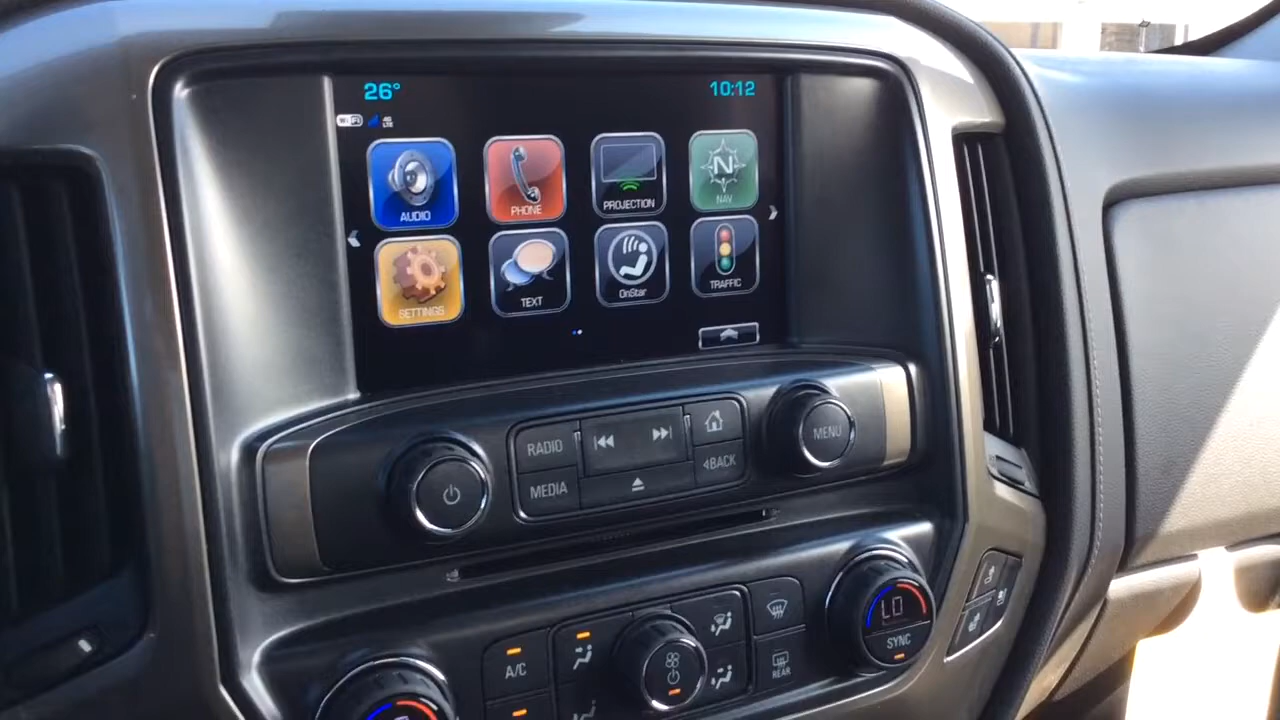 26° 10:12
WiFi 4G LTE
AUDIO PHONE PROJECTION N NAV
SETTINGS TEXT OnStar TRAFFIC
RADIO
MEDIA
BACK
MENU
A/C
REAR
LO
SYNC